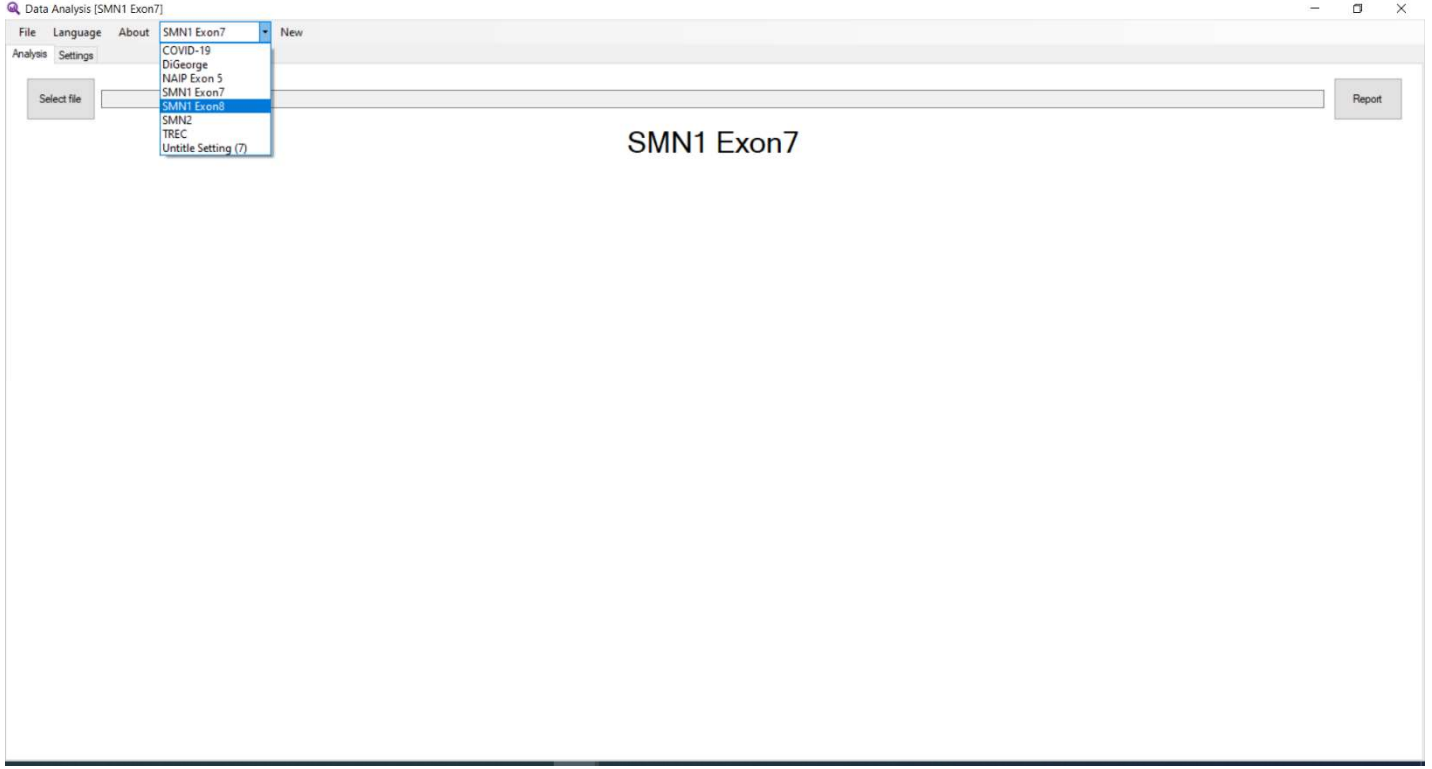 Data Analysis [SMN1 Exon7]
File Language About SMN1 Exon7 New
Analysis Settings
COVID-19
DiGeorge
NAIP Exon 5
SMN1 Exon7
SMN1 Exon8
SMN2
TREC
Untitle Setting (7)
Select file
Report
SMN1 Exon7